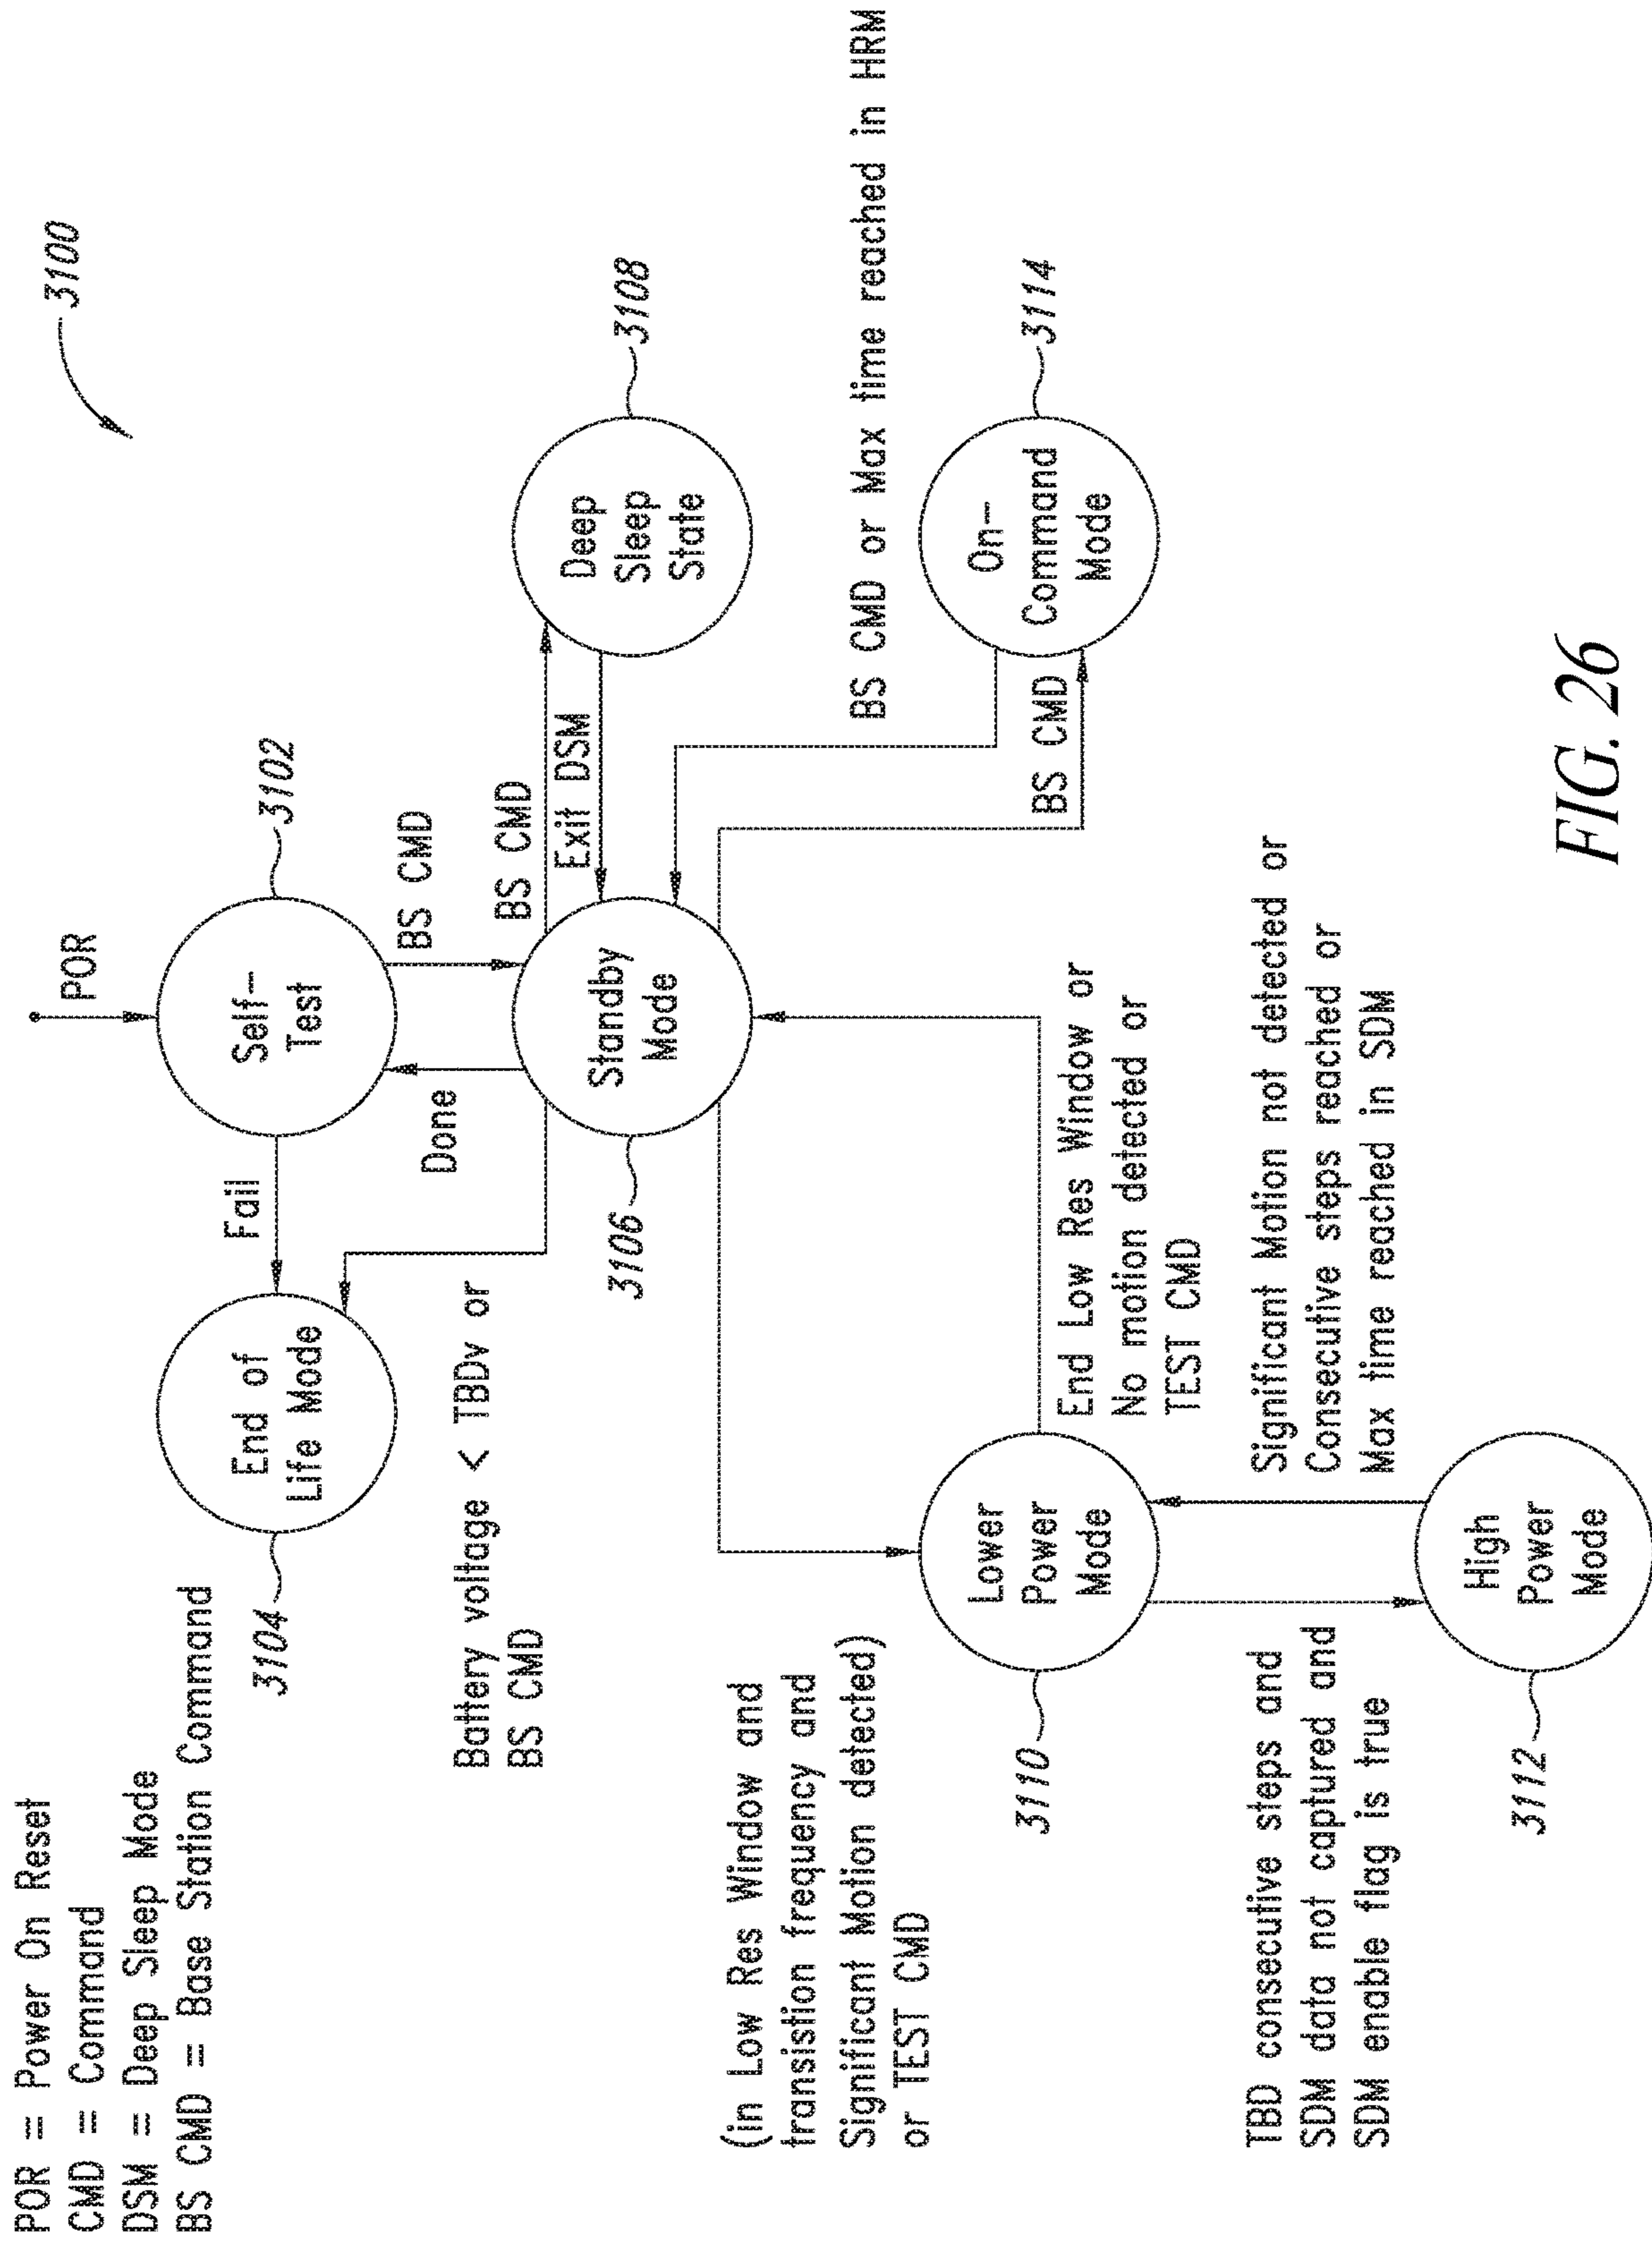 POR = Power On Reset
CMD = Command
DSM = Deep Sleep Mode
BS CMD = Base Station Command
3100
POR
3102
Self-
Test
Fail
End of
Life Mode
3104
BS CMD
Done
Battery voltage < TBDv or
BS CMD
BS CMD
Exit DSM
Deep
Sleep
State
3108
Standby
Mode
3106
(in Low Res Window and
transistion frequency and
Significant Motion detected)
or TEST CMD
BS CMD or Max time reached in HRM
On-
Command
Mode
3114
BS CMD
Lower
Power
Mode
3110
End Low Res Window or
No motion detected or
TEST CMD
TBD consecutive steps and
SDM data not captured and
SDM enable flag is true
Significant Motion not detected or
Consecutive steps reached or
Max time reached in SDM
High
Power
Mode
3112
FIG. 26